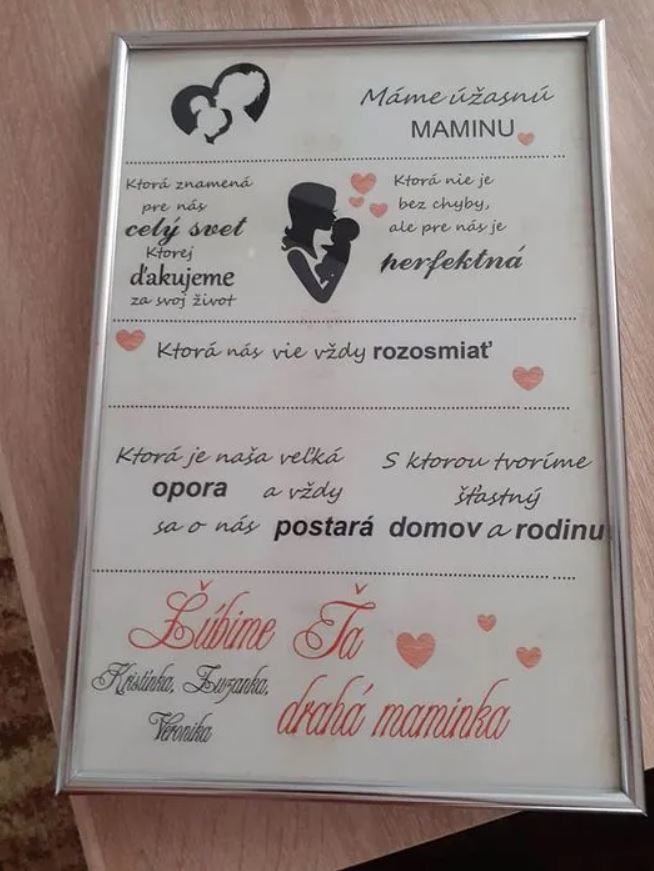 Máme úžasnú
MAMINU
Ktorá znamená
pre nás
celý svet
Ktorej
ďakujeme
za svoj život
Ktorá nie je
bez chyby,
ale pre nás je
perfektná
Ktorá nás vie vždy rozosmiať
Ktorá je naša veľká
opora a vždy
sa o nás postará
S ktorou tvoríme
šťastný
domov a rodinu
Ľúbime Ťa
drahá maminka
Kristínka, Zuzanka,
Veronika